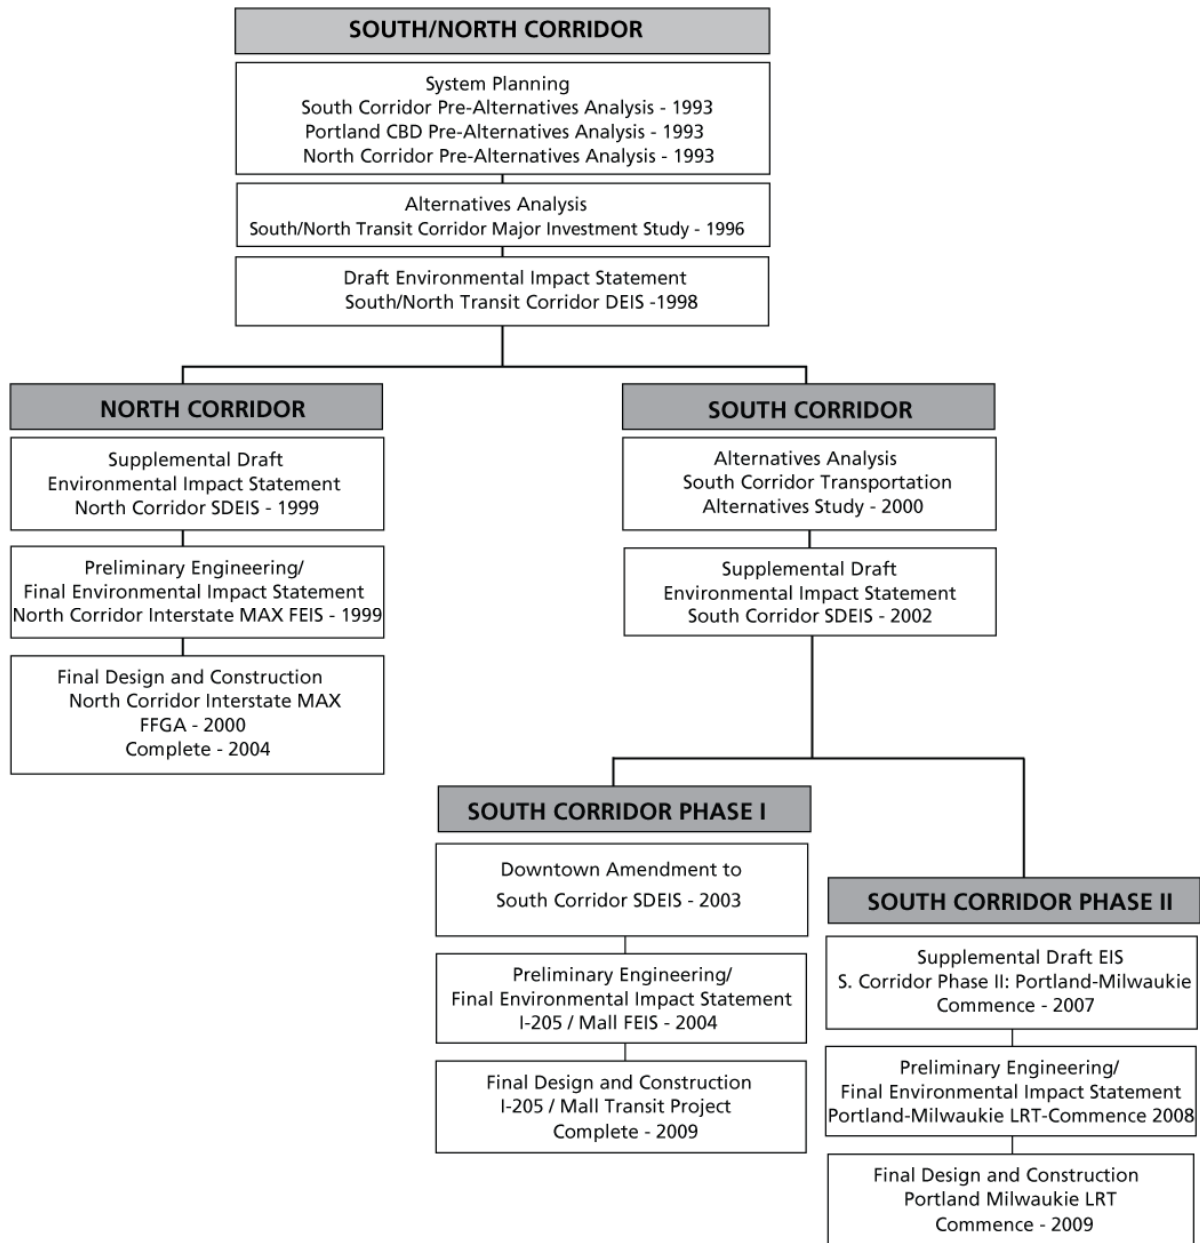 SOUTH/NORTH CORRIDOR
System Planning
South Corridor Pre-Alternatives Analysis - 1993
Portland CBD Pre-Alternatives Analysis - 1993
North Corridor Pre-Alternatives Analysis - 1993
Alternatives Analysis
South/North Transit Corridor Major Investment Study - 1996
Draft Environmental Impact Statement
South/North Transit Corridor DEIS -1998
NORTH CORRIDOR
Supplemental Draft
Environmental Impact Statement
North Corridor SDEIS - 1999
Preliminary Engineering/
Final Environmental Impact Statement
North Corridor Interstate MAX FEIS - 1999
Final Design and Construction
North Corridor Interstate MAX
FFGA - 2000
Complete - 2004
SOUTH CORRIDOR
Alternatives Analysis
South Corridor Transportation
Alternatives Study - 2000
Supplemental Draft
Environmental Impact Statement
South Corridor SDEIS - 2002
SOUTH CORRIDOR PHASE I
Downtown Amendment to
South Corridor SDEIS - 2003
Preliminary Engineering/
Final Environmental Impact Statement
I-205 / Mall FEIS - 2004
Final Design and Construction
I-205 / Mall Transit Project
Complete - 2009
SOUTH CORRIDOR PHASE II
Supplemental Draft EIS
S. Corridor Phase II: Portland-Milwaukie
Commence - 2007
Preliminary Engineering/
Final Environmental Impact Statement
Portland-Milwaukie LRT-Commence 2008
Final Design and Construction
Portland Milwaukie LRT
Commence - 2009